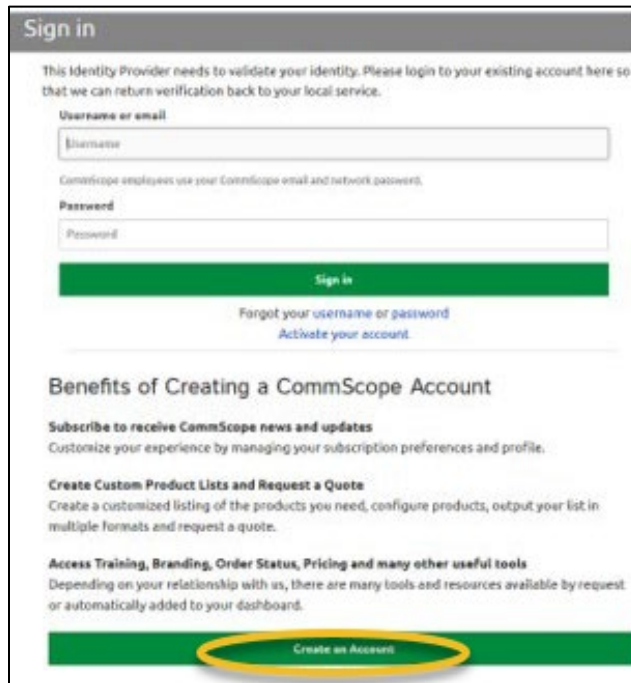 Sign in
This Identity Provider needs to validate your identity. Please login to your existing account here so
that we can return verification back to your local service.
Username or email
Username
CommScope employees use your CommScope email and network password.
Password
Password
Sign in
Forgot your username or password
Activate your account
Benefits of Creating a CommScope Account
Subscribe to receive CommScope news and updates
Customize your experience by managing your subscription preferences and profile.
Create Custom Product Lists and Request a Quote
Create a customized listing of the products you need, configure products, output your list in
multiple formats and request a quote.
Access Training, Branding, Order Status, Pricing and many other useful tools
Depending on your relationship with us, there are many tools and resources available by request
or automatically added to your dashboard.
Create an Account